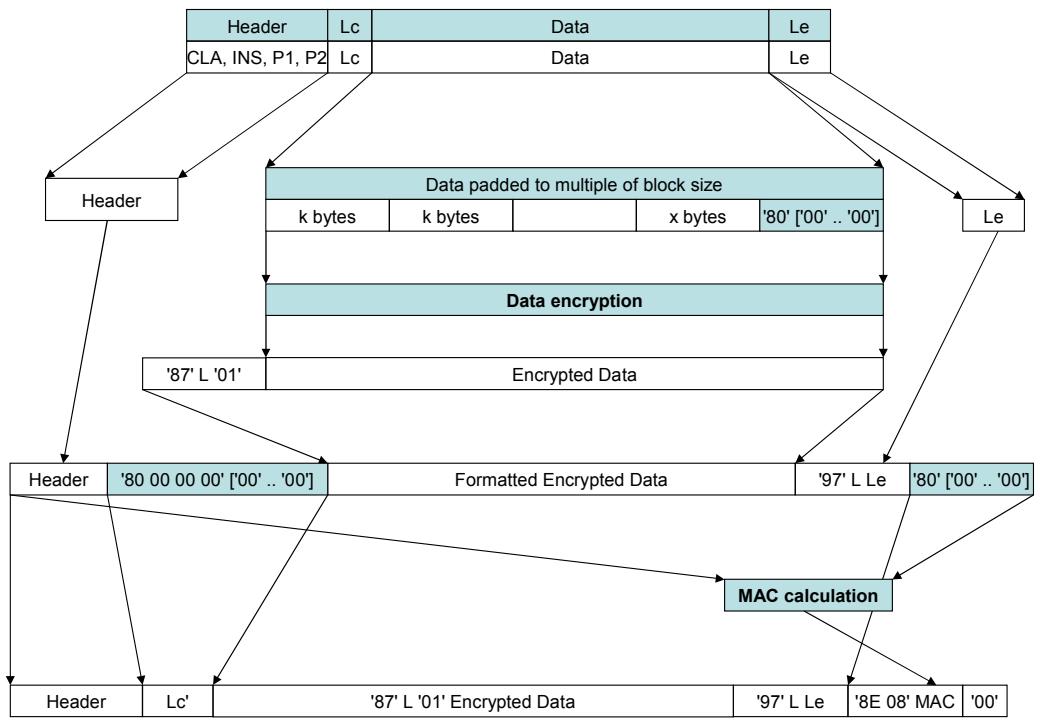 Header Lc Data Le
CLA, INS, P1, P2 Lc Data Le
Header
Data padded to multiple of block size
k bytes k bytes x bytes '80' ['00' .. '00']
Le
Data encryption
'87' L '01' Encrypted Data
Header '80 00 00 00' ['00' .. '00'] Formatted Encrypted Data '97' L Le '80' ['00' .. '00']
MAC calculation
Header Lc' '87' L '01' Encrypted Data '97' L Le '8E 08' MAC '00'